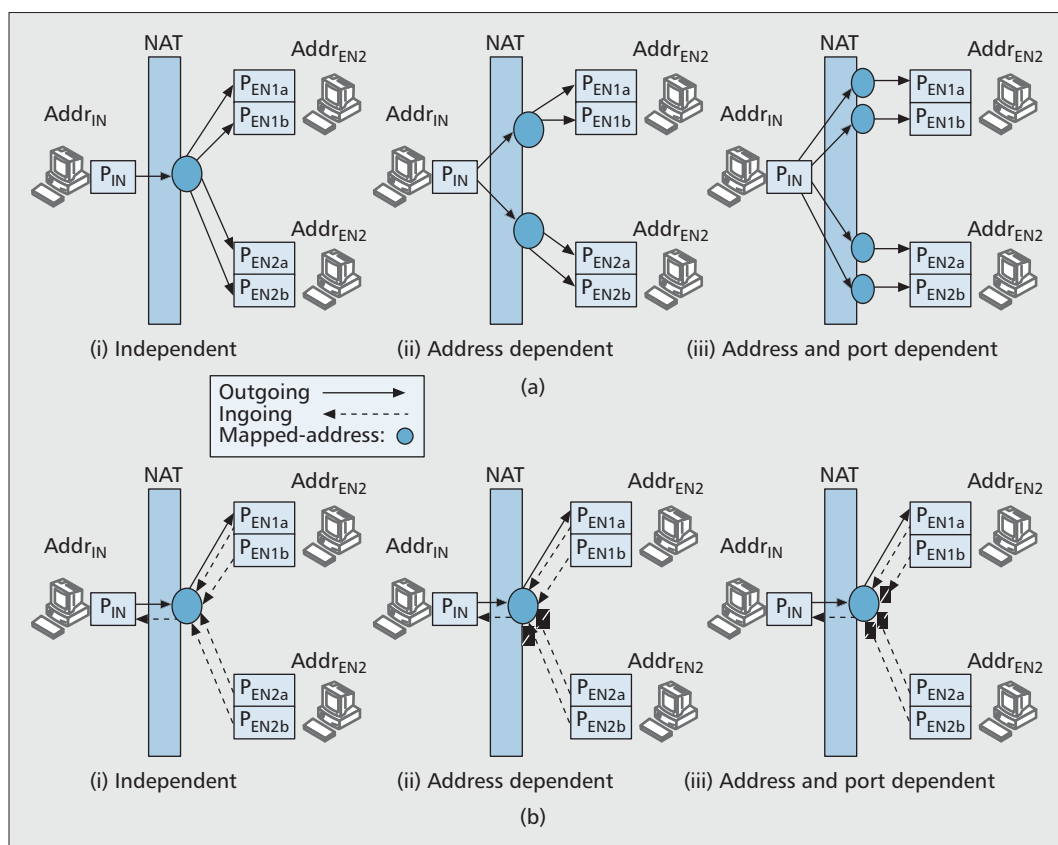 NAT
Addr_EN2
Addr_IN
P_IN
P_EN1a
P_EN1b
Addr_EN2
P_EN2a
P_EN2b
(i) Independent
NAT
Addr_EN2
Addr_IN
P_IN
P_EN1a
P_EN1b
Addr_EN2
P_EN2a
P_EN2b
(ii) Address dependent
NAT
Addr_EN2
Addr_IN
P_IN
P_EN1a
P_EN1b
Addr_EN2
P_EN2a
P_EN2b
(iii) Address and port dependent
(a)
Outgoing
Ingoing
Mapped-address:
NAT
Addr_EN2
Addr_IN
P_IN
P_EN1a
P_EN1b
Addr_EN2
P_EN2a
P_EN2b
(i) Independent
NAT
Addr_EN2
Addr_IN
P_IN
P_EN1a
P_EN1b
Addr_EN2
P_EN2a
P_EN2b
(ii) Address dependent
NAT
Addr_EN2
Addr_IN
P_IN
P_EN1a
P_EN1b
Addr_EN2
P_EN2a
P_EN2b
(iii) Address and port dependent
(b)